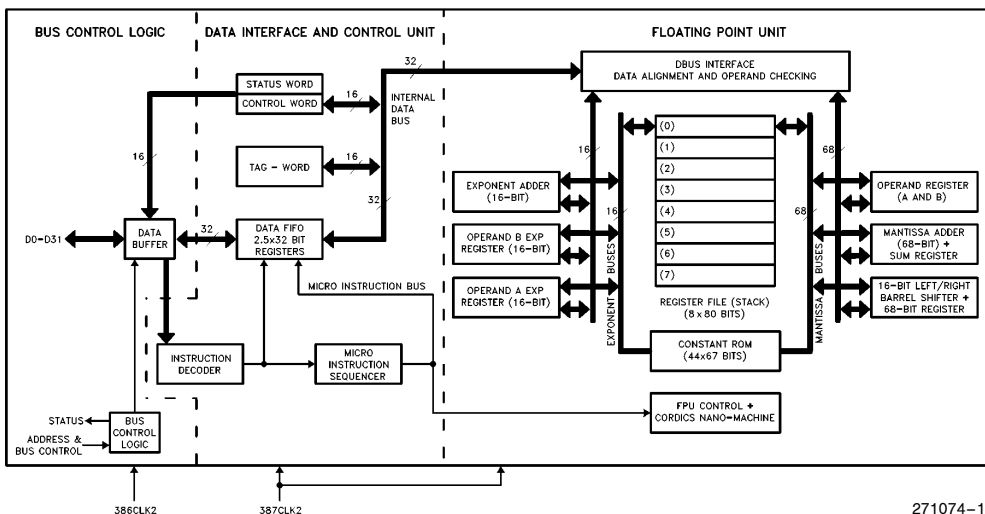 BUS CONTROL LOGIC
DATA INTERFACE AND CONTROL UNIT
FLOATING POINT UNIT
32
DBUS INTERFACE
DATA ALIGNMENT AND OPERAND CHECKING
STATUS WORD
CONTROL WORD
16
INTERNAL
DATA
BUS
16
TAG – WORD
16
32
D0–D31
DATA
BUFFER
32
DATA FIFO
2.5x32 BIT
REGISTERS
MICRO INSTRUCTION BUS
INSTRUCTION
DECODER
MICRO
INSTRUCTION
SEQUENCER
STATUS
ADDRESS &
BUS CONTROL
BUS
CONTROL
LOGIC
16
EXPONENT ADDER
(16–BIT)
16
OPERAND B EXP
REGISTER (16–BIT)
OPERAND A EXP
REGISTER (16–BIT)
EXPONENT BUSES
(0)
(1)
(2)
(3)
(4)
(5)
(6)
(7)
REGISTER FILE (STACK)
(8x80 BITS)
CONSTANT ROM
(44x67 BITS)
MANTISSA BUSES
68
68
OPERAND REGISTER
(A AND B)
MANTISSA ADDER
(68–BIT) +
SUM REGISTER
16–BIT LEFT/RIGHT
BARREL SHIFTER +
68–BIT REGISTER
FPU CONTROL +
CORDICS NANO–MACHINE
386CLK2
387CLK2
271074–1